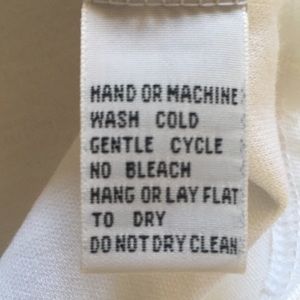 HAND OR MACHINE
WASH COLD
GENTLE CYCLE
NO BLEACH
HANG OR LAY FLAT
TO DRY
DO NOT DRY CLEAN